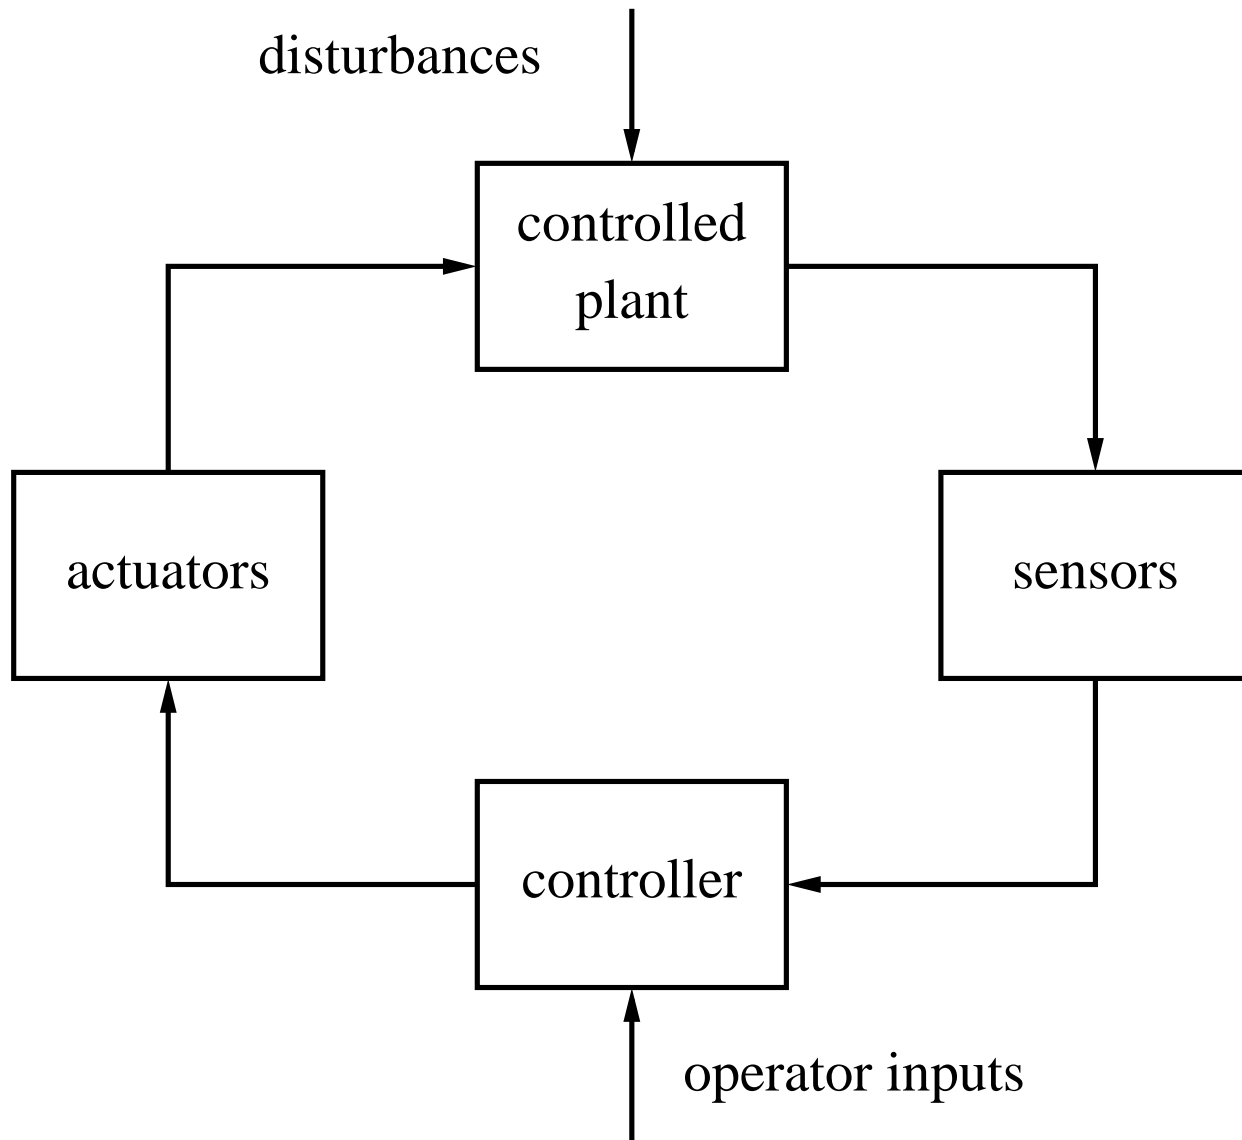 disturbances
controlled
plant
actuators
sensors
controller
operator inputs